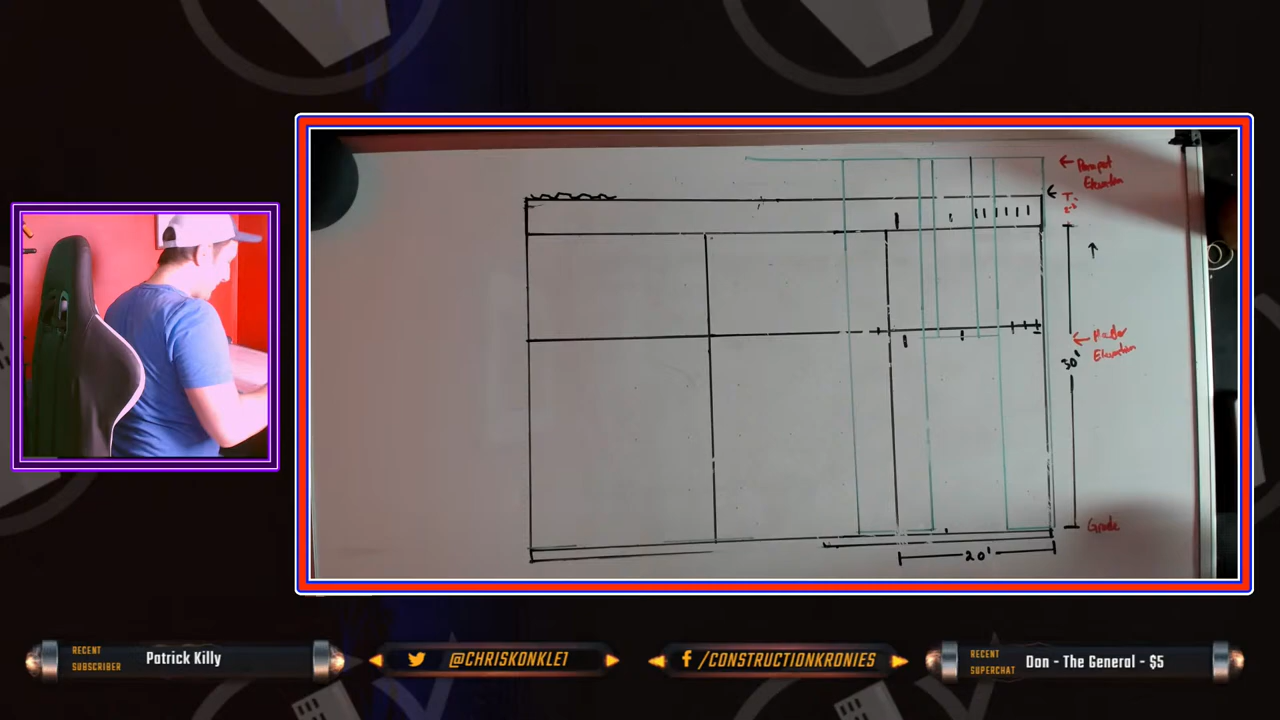 Parapet
Elevation
Header
Elevation
30'
Grade
20'
RECENT
SUBSCRIBER
Patrick Killy
@CHRISKONKLE1
/CONSTRUCTIONKRONIES
RECENT
SUPERCHAT
Don - The General - $5